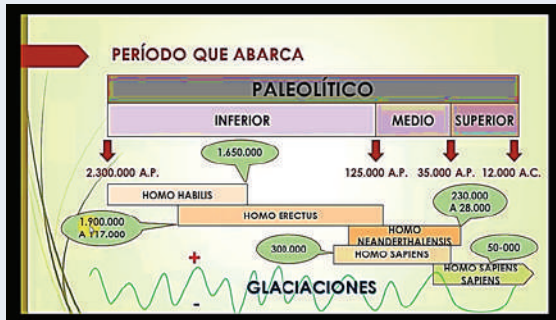 PERÍODO QUE ABARCA
PALEOLÍTICO
INFERIOR
MEDIO
SUPERIOR
1.650.000
2.300.000 A.P.
125.000 A.P.
35.000 A.P.
12.000 A.C.
HOMO HABILIS
230.000
A 28.000
1.900.000
A 117.000
HOMO ERECTUS
HOMO
NEANDERTHALENSIS
300.000
HOMO SAPIENS
50-000
HOMO SAPIENS
SAPIENS
+
GLACIACIONES
-